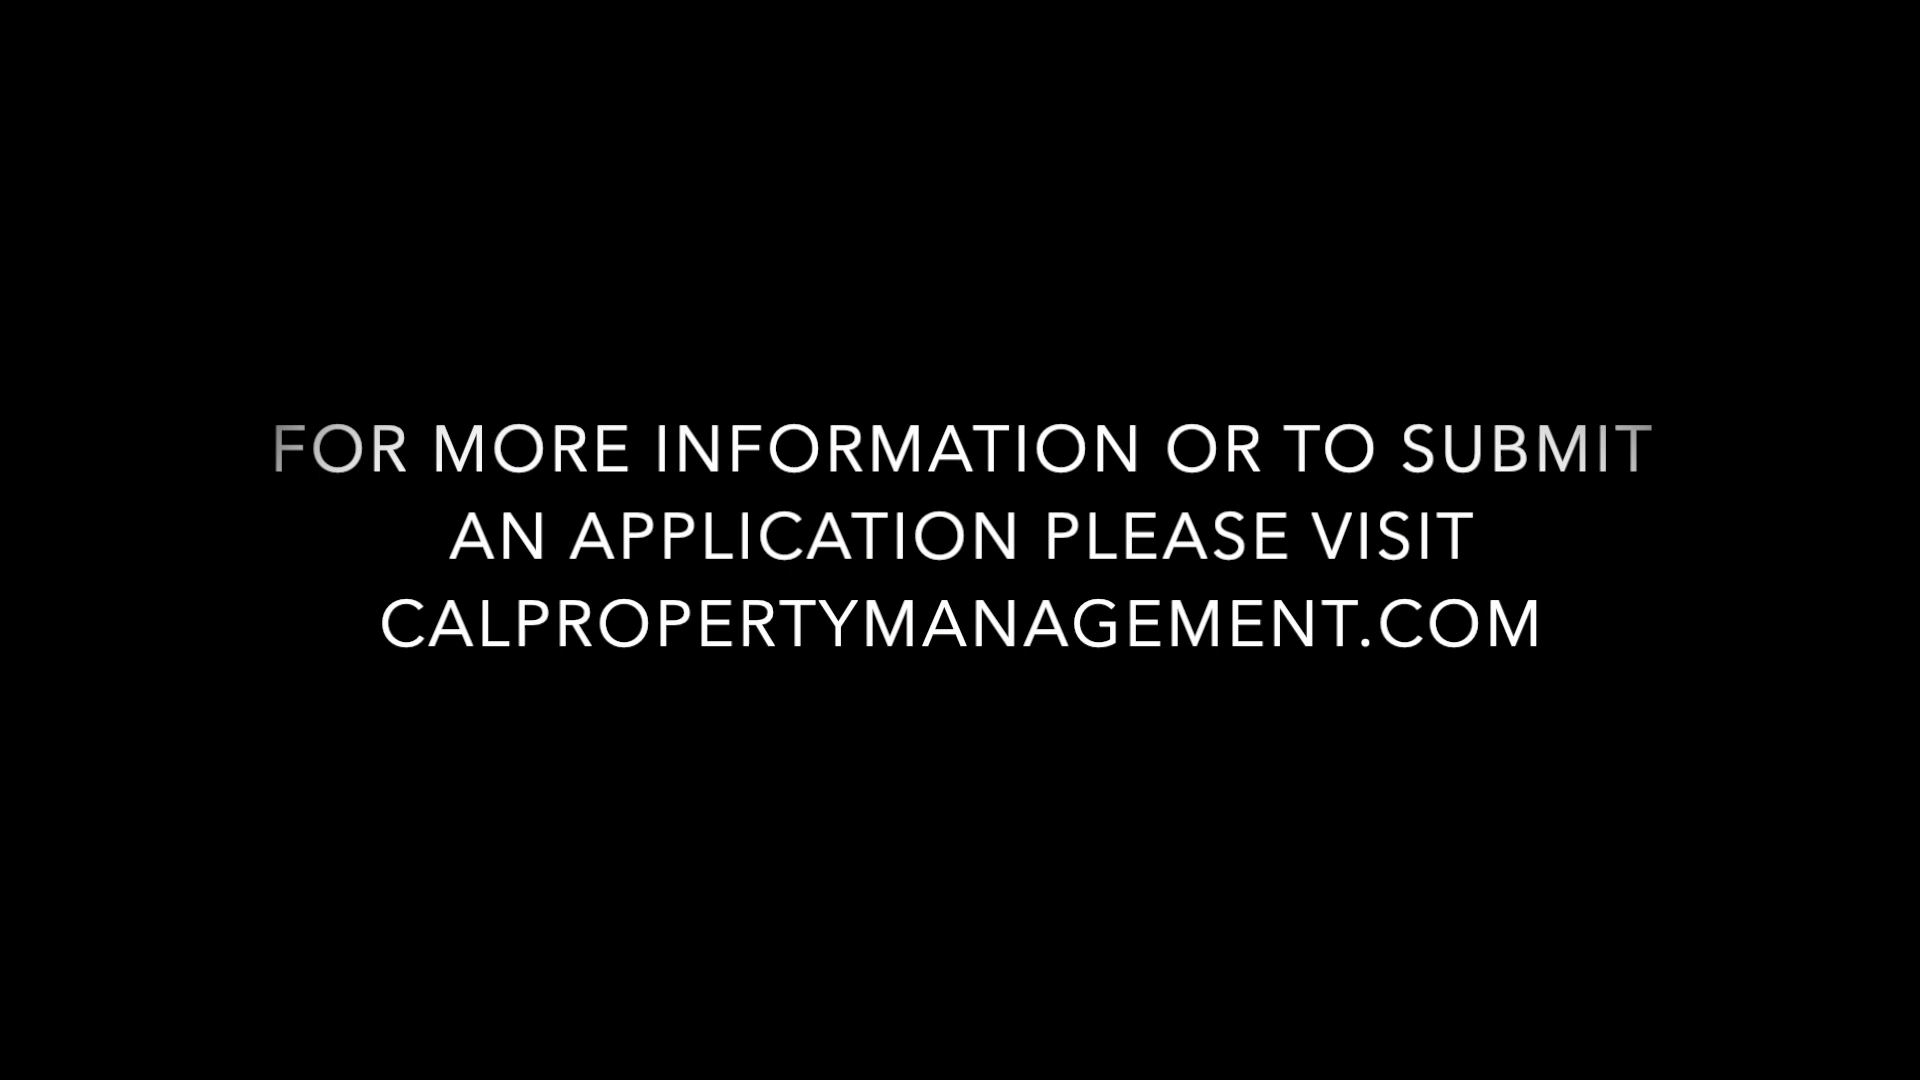 FOR MORE INFORMATION OR TO SUBMIT
AN APPLICATION PLEASE VISIT
CALPROPERTYMANAGEMENT.COM